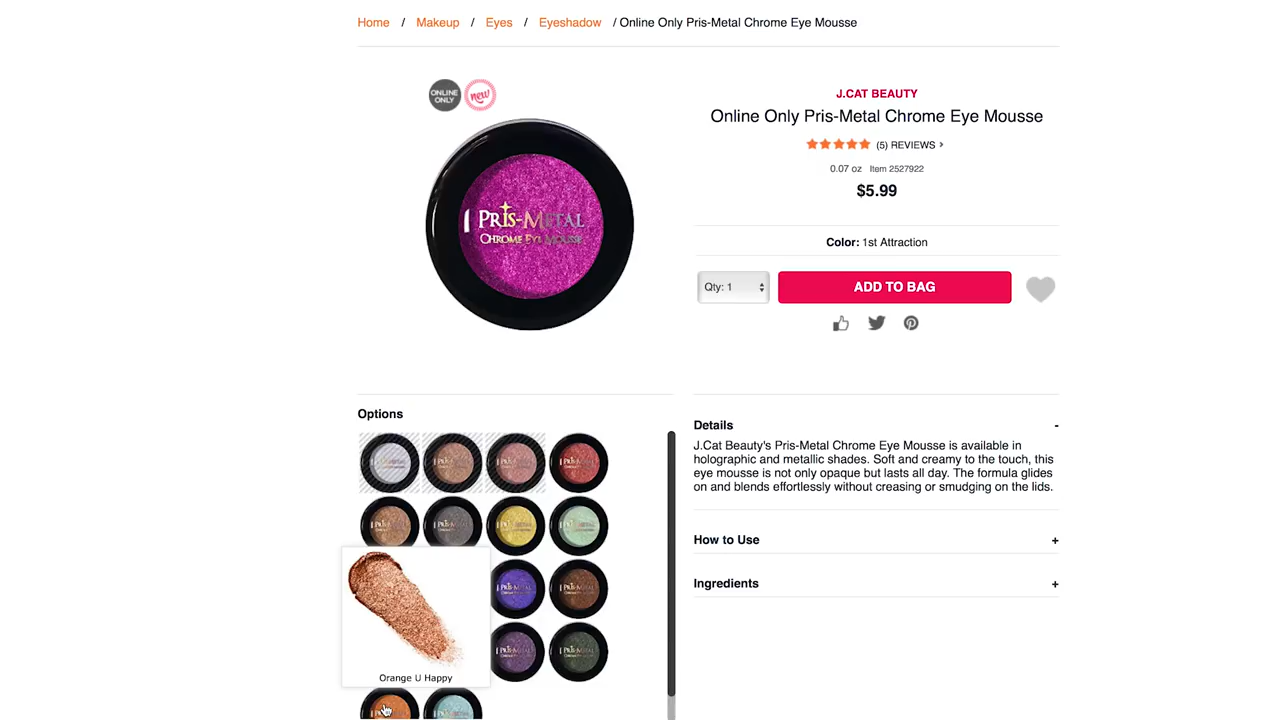 Home / Makeup / Eyes / Eyeshadow / Online Only Pris-Metal Chrome Eye Mousse
ONLINE
ONLY
new
J.CAT BEAUTY
Online Only Pris-Metal Chrome Eye Mousse
(5) REVIEWS >
0.07 oz Item 2527922
$5.99
PRIS-METAL
CHROME EYE MOUSSE
Color: 1st Attraction
Qty: 1
ADD TO BAG
Options
Details -
J.Cat Beauty's Pris-Metal Chrome Eye Mousse is available in
holographic and metallic shades. Soft and creamy to the touch, this
eye mousse is not only opaque but lasts all day. The formula glides
on and blends effortlessly without creasing or smudging on the lids.
How to Use +
Ingredients +
Orange U Happy